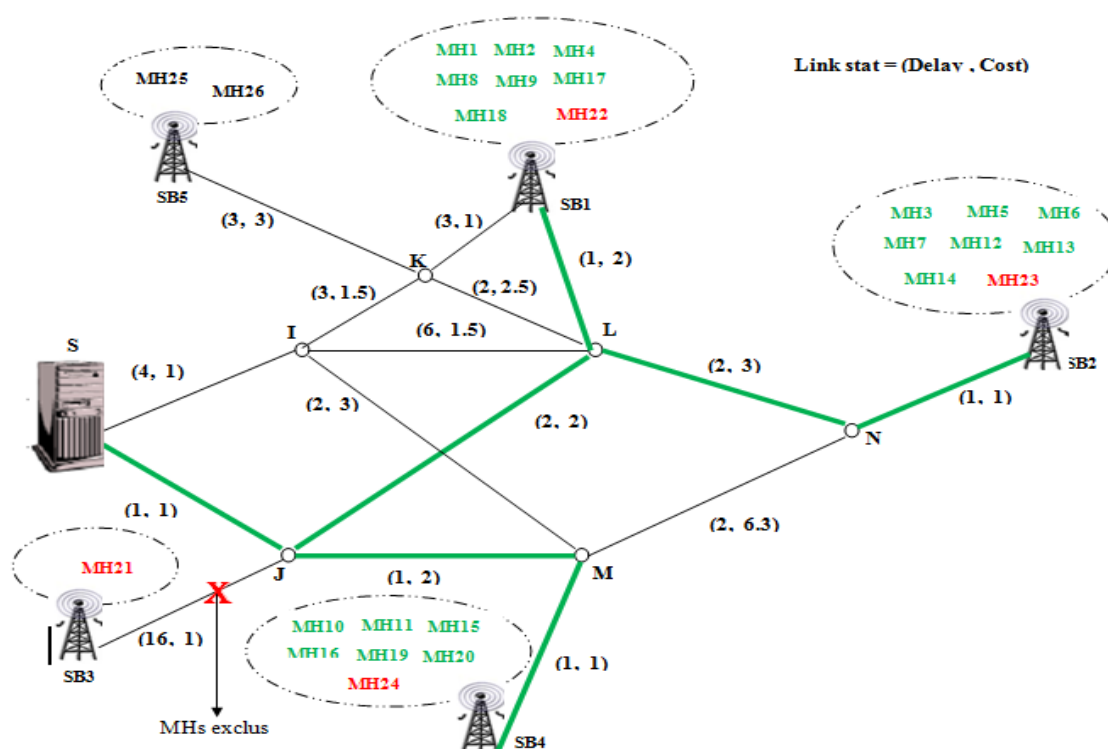 MH1 MH2 MH4
MH8 MH9 MH17
MH18 MH22
Link stat = (Delay , Cost)
MH25
MH26
SB5
SB1
MH3 MH5 MH6
MH7 MH12 MH13
MH14 MH23
SB2
(3, 3)
(3, 1)
(1, 2)
K
(3, 1.5)
(2, 2.5)
I
(6, 1.5)
L
S
(4, 1)
(2, 3)
(2, 3)
(1, 1)
(2, 2)
N
(1, 1)
(2, 6.3)
MH21
J
M
X
(1, 2)
(16, 1)
SB3
MH10 MH11 MH15
MH16 MH19 MH20
MH24
(1, 1)
MHs exclus
SB4